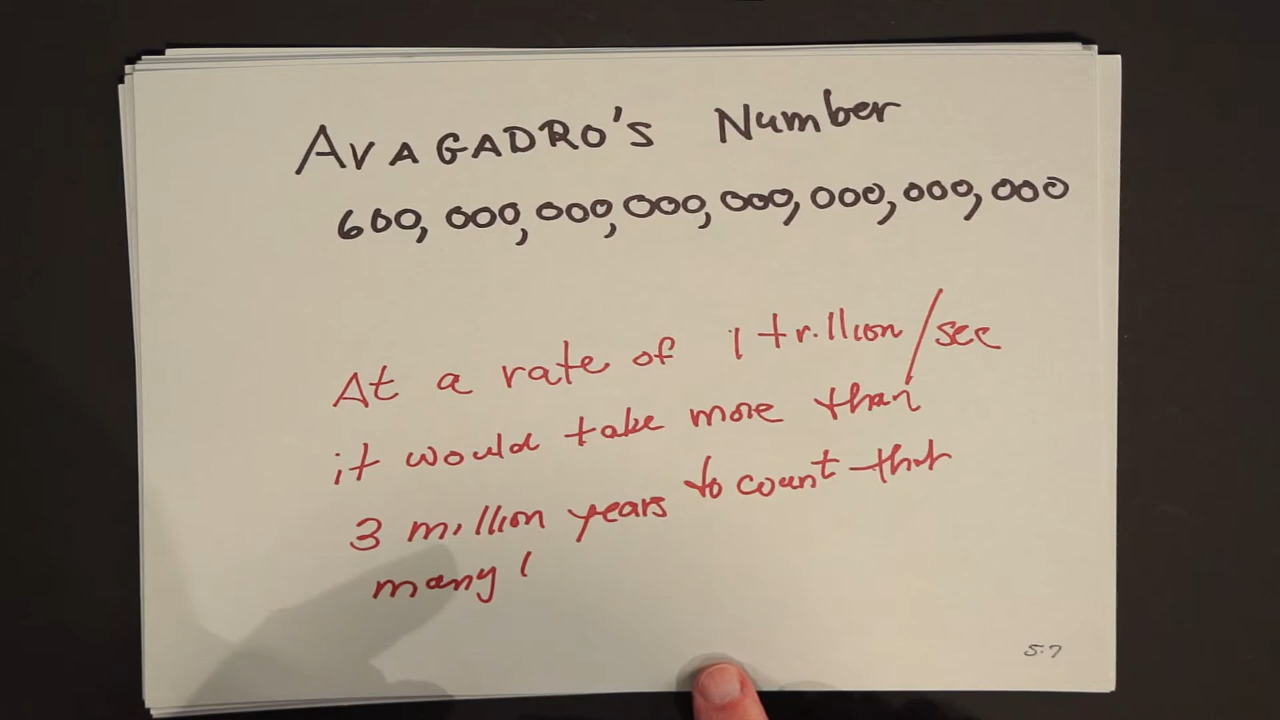 AVAGADRO's Number
600,000,000,000,000,000,000,000
At a rate of 1 trillion/sec
it would take more than
3 million years to count that
many !
5.7